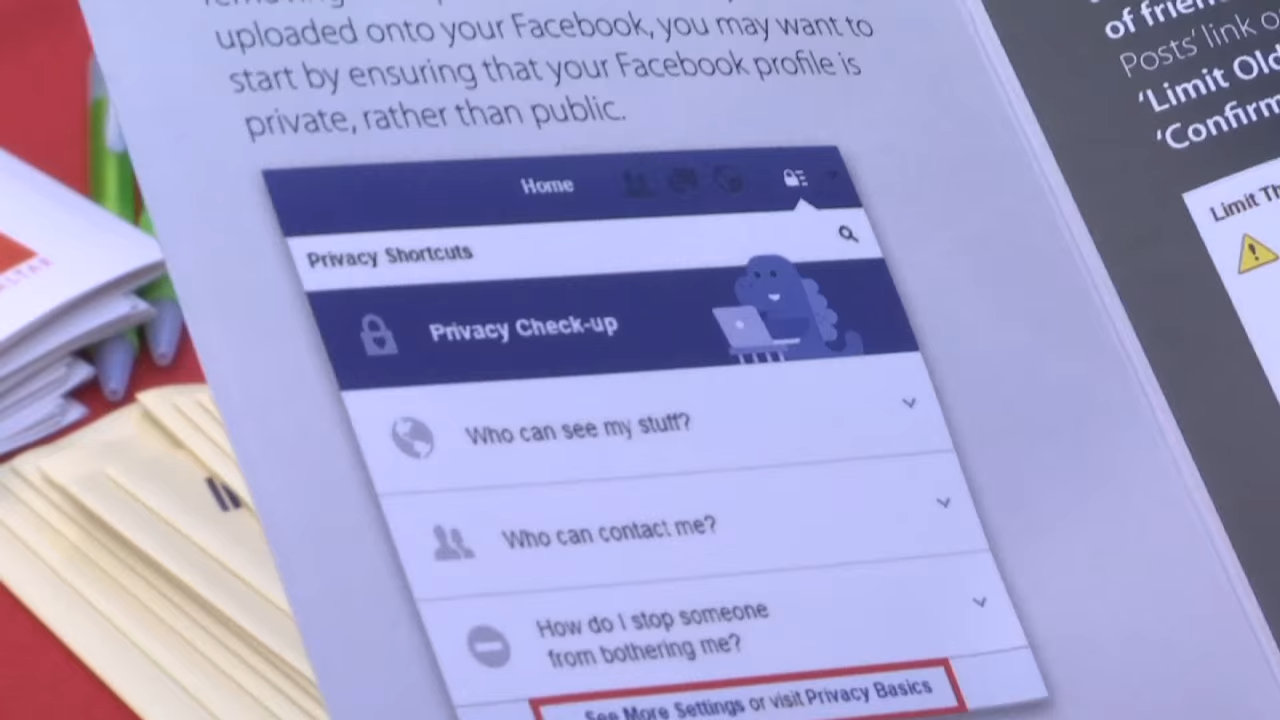 uploaded onto your Facebook, you may want to
start by ensuring that your Facebook profile is
private, rather than public.
Home
Privacy Shortcuts
Privacy Check-up
Who can see my stuff?
Who can contact me?
How do I stop someone
from bothering me?
See More Settings or visit Privacy Basics
of
Posts' link
'Limit Old
'Confirm
Limit